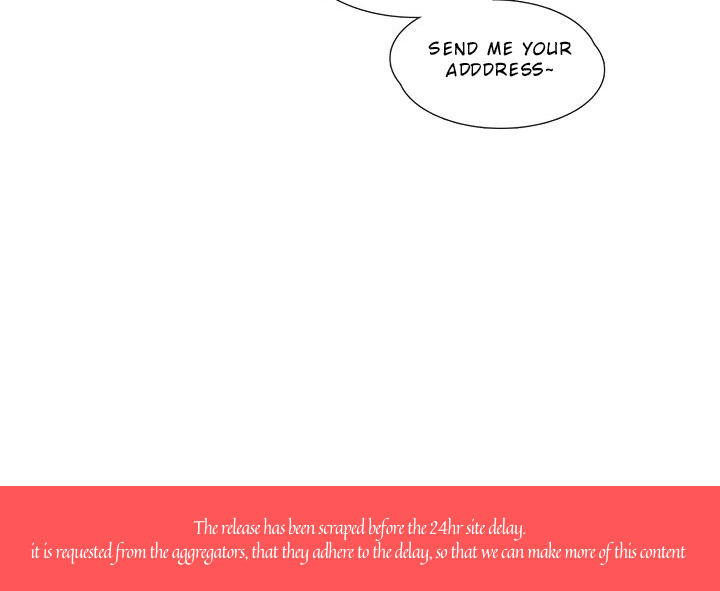 SEND ME YOUR
ADDDRESS~
The release has been scraped before the 24hr site delay.
it is requested from the aggregators, that they adhere to the delay, so that we can make more of this content